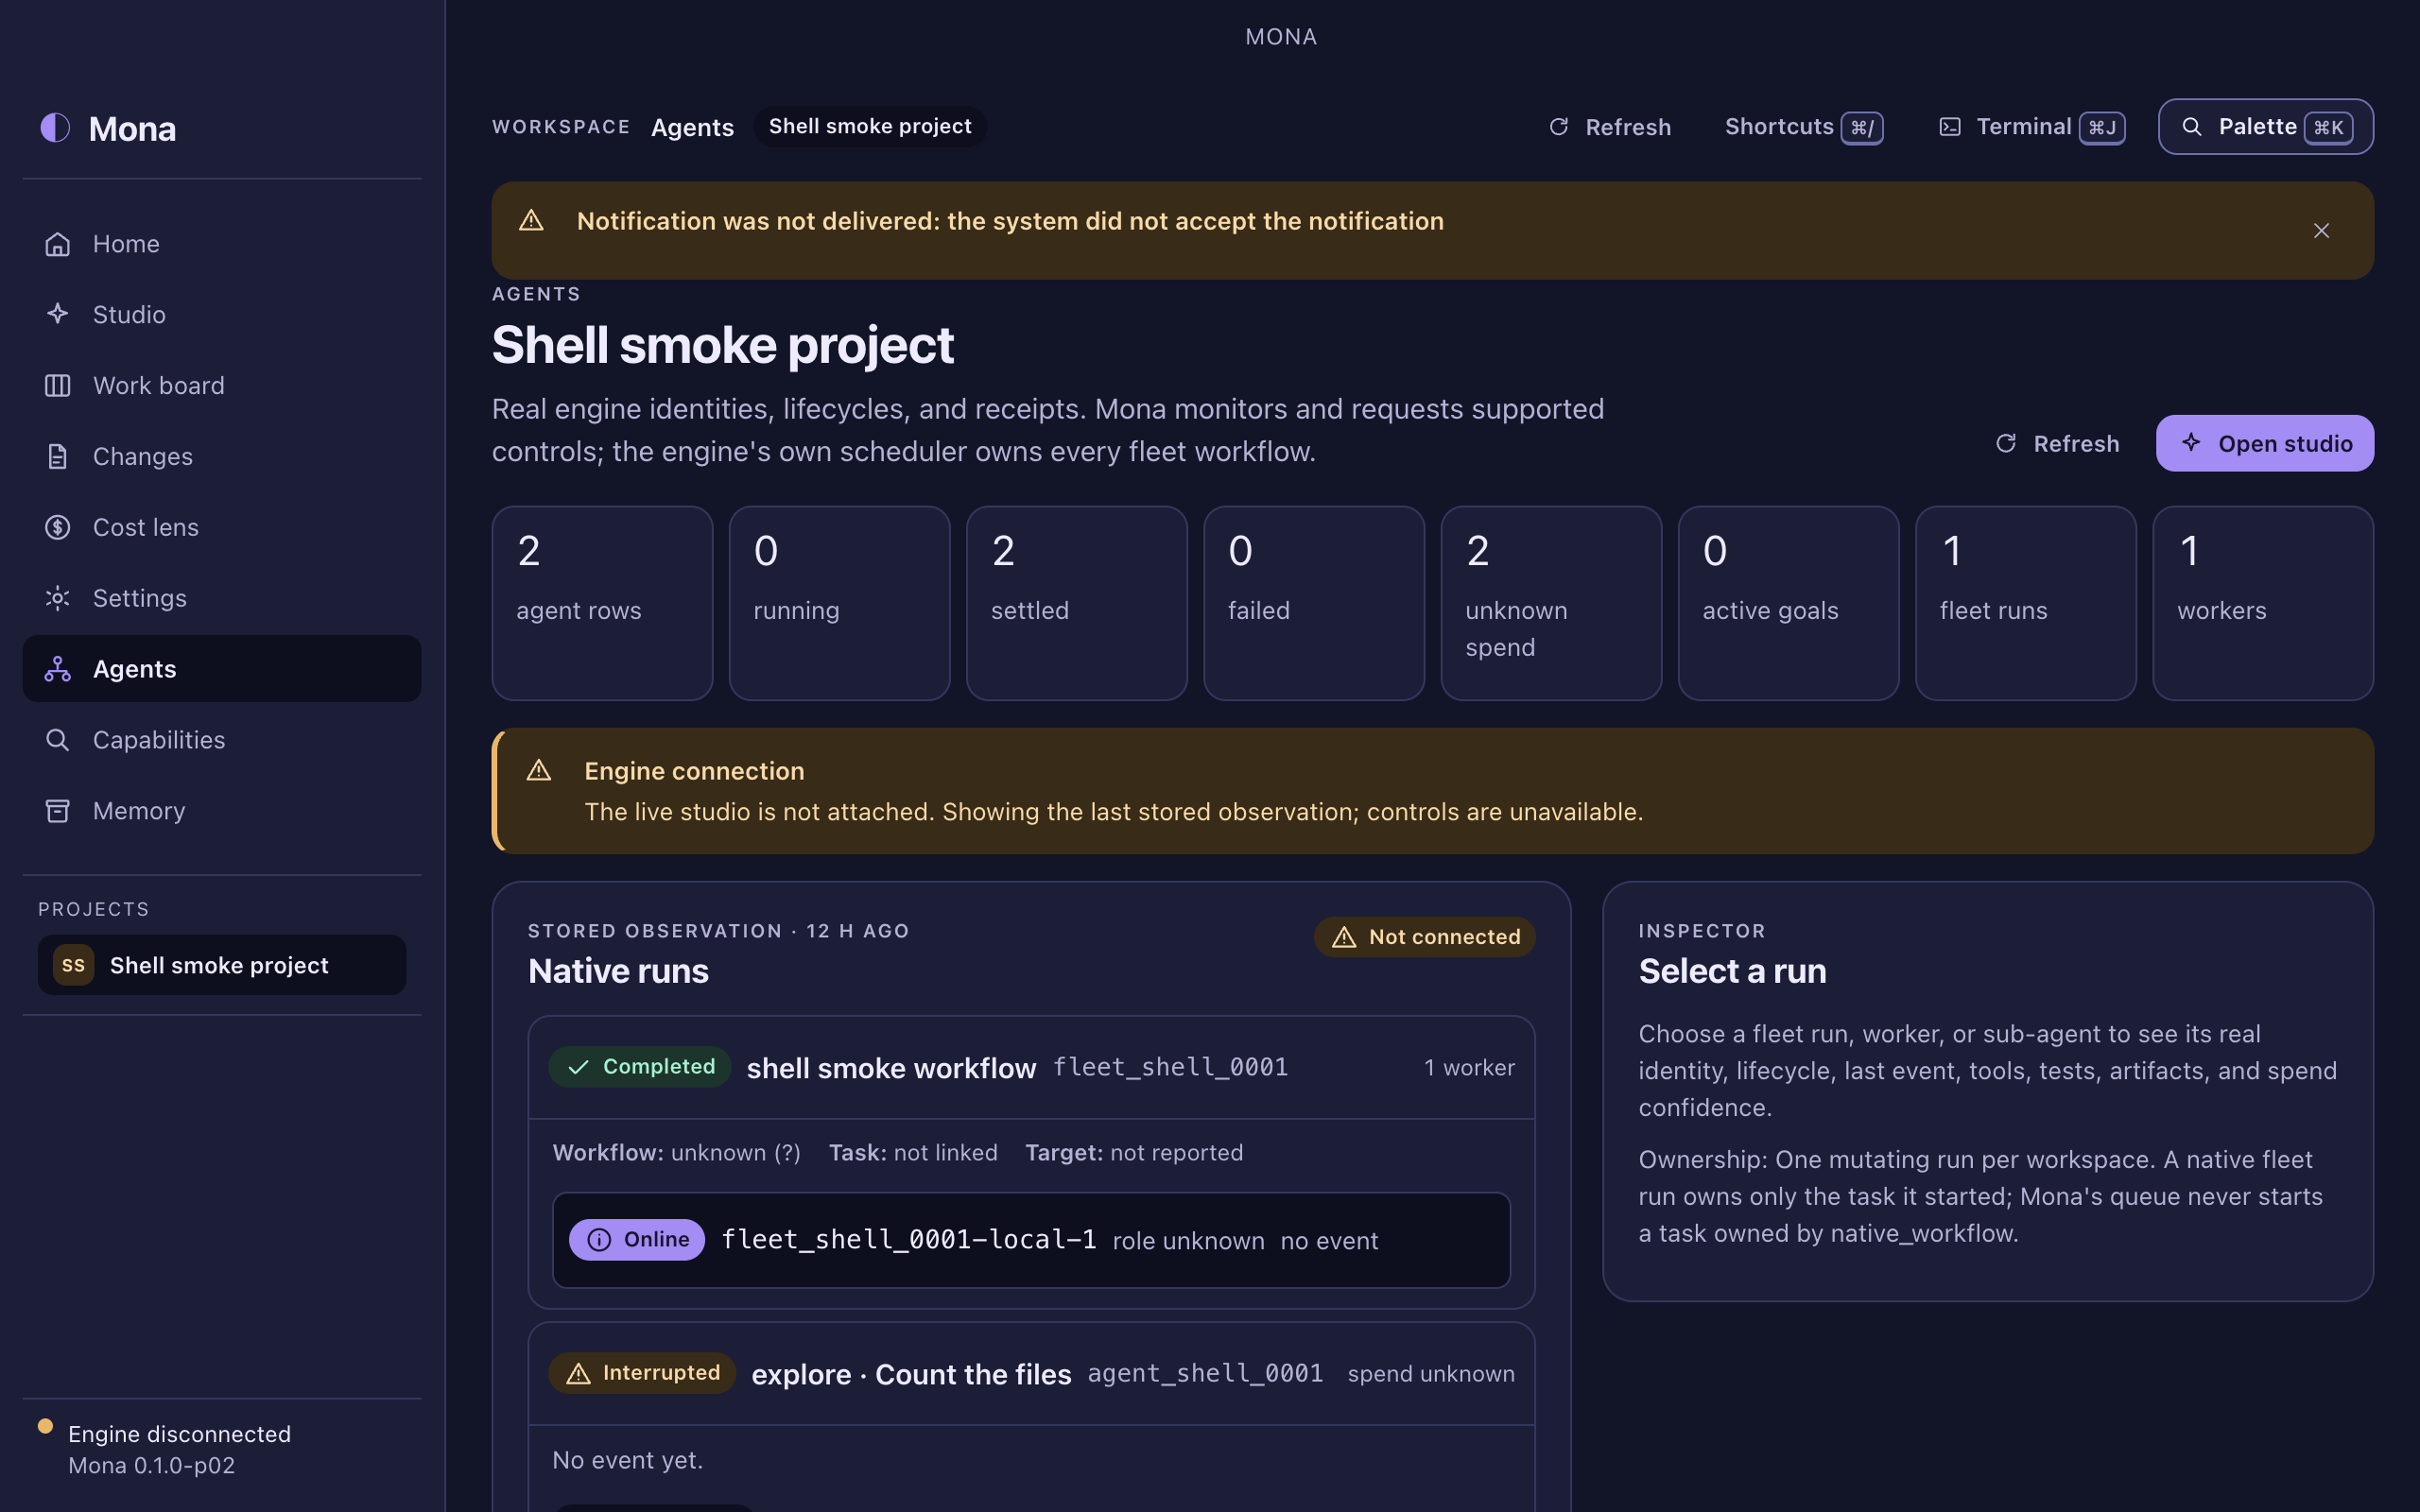 MONA
Mona
Home
Studio
Work board
Changes
Cost lens
Settings
Agents
Capabilities
Memory
PROJECTS
SS Shell smoke project
Engine disconnected
Mona 0.1.0-p02
WORKSPACE Agents Shell smoke project
Refresh Shortcuts ⌘/ Terminal ⌘J Palette ⌘K
Notification was not delivered: the system did not accept the notification
AGENTS
Shell smoke project
Real engine identities, lifecycles, and receipts. Mona monitors and requests supported
controls; the engine's own scheduler owns every fleet workflow.
Refresh Open studio
2
agent rows
0
running
2
settled
0
failed
2
unknown
spend
0
active goals
1
fleet runs
1
workers
Engine connection
The live studio is not attached. Showing the last stored observation; controls are unavailable.
STORED OBSERVATION · 12 H AGO
Native runs
Not connected
Completed shell smoke workflow fleet_shell_0001 1 worker
Workflow: unknown (?) Task: not linked Target: not reported
Online fleet_shell_0001-local-1 role unknown no event
Interrupted explore · Count the files agent_shell_0001 spend unknown
No event yet.
INSPECTOR
Select a run
Choose a fleet run, worker, or sub-agent to see its real
identity, lifecycle, last event, tools, tests, artifacts, and spend
confidence.
Ownership: One mutating run per workspace. A native fleet
run owns only the task it started; Mona's queue never starts
a task owned by native_workflow.